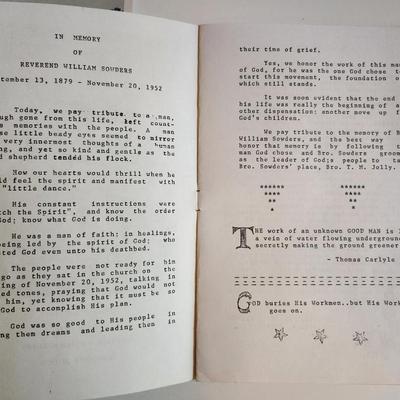 IN MEMORY
OF
REVEREND WILLIAM SOWDERS
tember 13, 1879 - November 20, 1952
Today, we pay tribute to a man,
ough gone from this life, left count-
s memories with the people. A man
se little beady eyes seemed to mirror
very innermost thoughts of a human
ng, and yet so kind and gentle as the
d shepherd tended his flock.
How our hearts would thrill when he
ld feel the spirit and manifest with
"little dance."
His constant instructions were
tch the Spirit", and know the order
God; know what God is doing.
He was a man of faith: in healings,
being led by the spirit of God; who
sted God even unto his deathbed.
The people were not ready for him
go as they sat in the church on the
ing of November 20, 1952, talking in
ed tones, praying that God would not
him, yet knowing that it must be so
God to accomplish His plan.
God was so good to His people in
ing them dreams and leading them in
their time of grief.
Yes, we honor the work of this man
of God, for he was the one God chose to
start this movement, the foundation of
which still stands.
It was soon evident that the end
his life was really the beginning of a
other dispensation: another move up f
God's children.
We pay tribute to the memory of B
William Sowders, and the best way
honor that memory is by following t
man God chose and Bro. Sowders groome
as the leader of God;s people to ta
Bro. Sowders' place, Bro. T. M. Jolly.
***** *****
**** ****
** **
* *
THE work of an unknown GOOD MAN is l
a vein of water flowing underground
secretly making the ground greener
- Thomas Carlyle
GOD buries His Workmen..but His Wor
goes on.